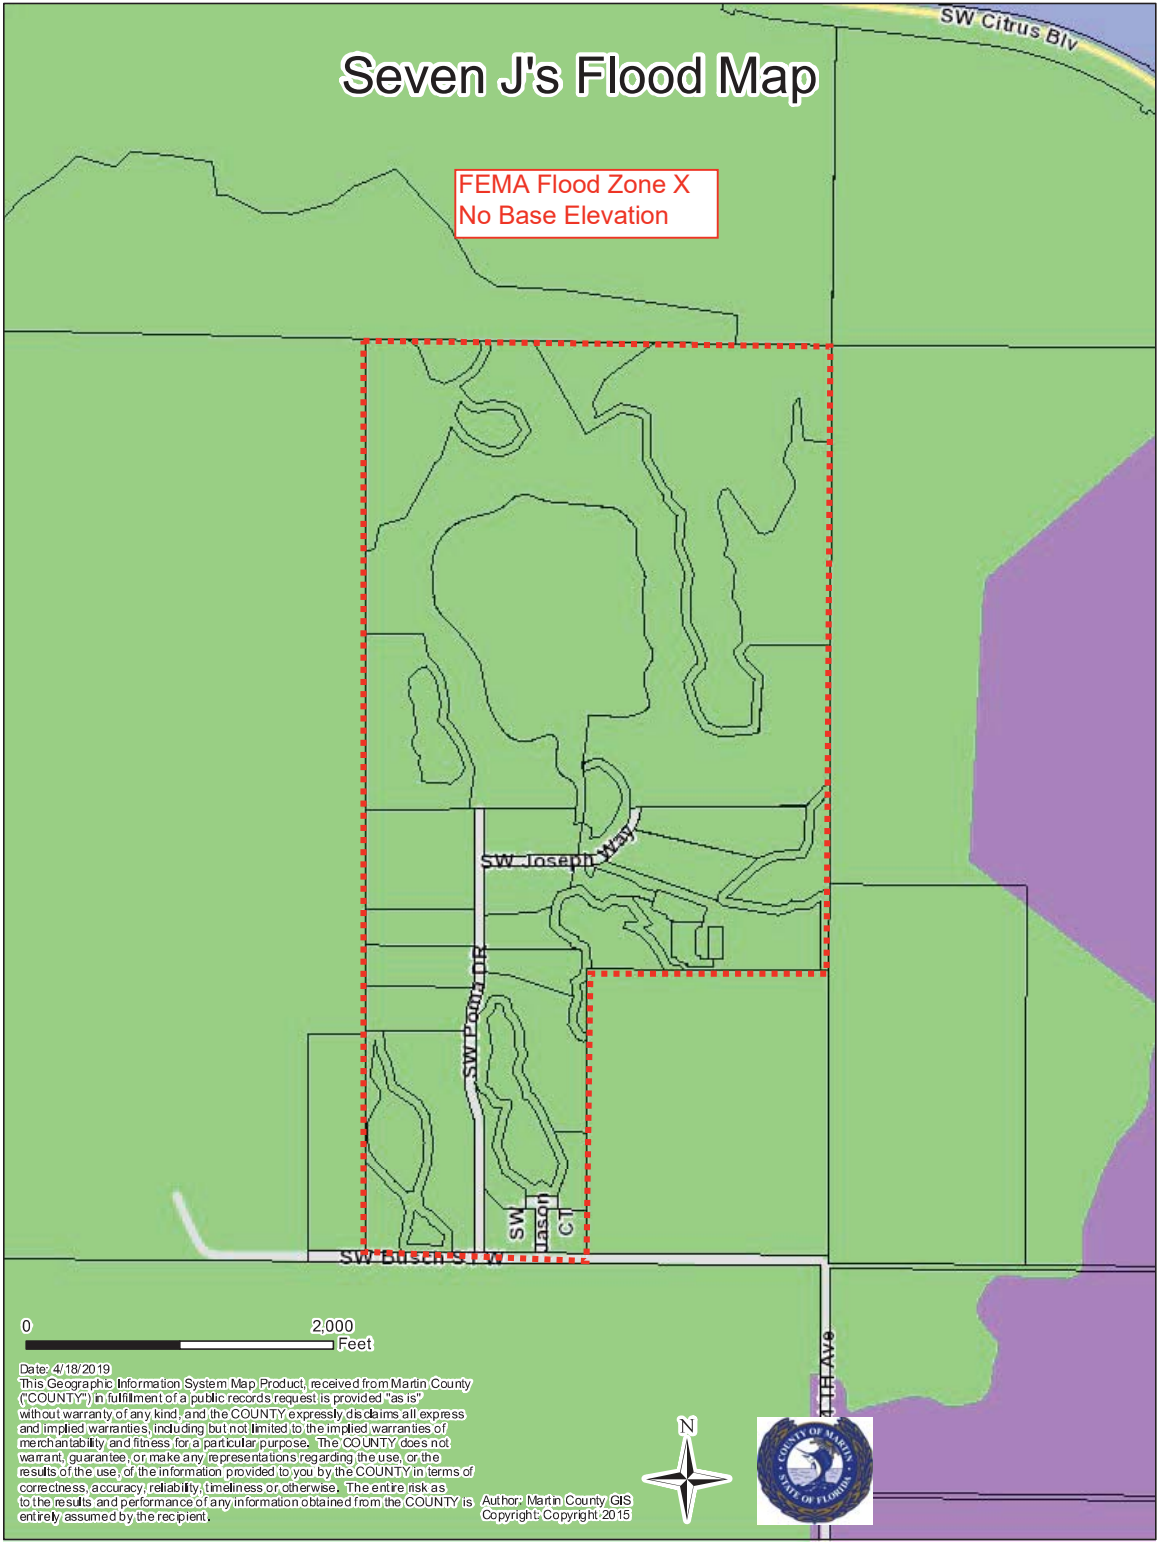 SW Citrus Blv
Seven J's Flood Map
FEMA Flood Zone X
No Base Elevation
SW Joseph Way
SW Poma DR
SW Jason CT
SW Busch ST W
TH Ave
0 2,000
Feet
Date: 4/18/2019
This Geographic Information System Map Product, received from Martin County
("COUNTY") in fulfillment of a public records request is provided "as is"
without warranty of any kind, and the COUNTY expressly disclaims all express
and implied warranties, including but not limited to the implied warranties of
merchantability and fitness for a particular purpose. The COUNTY does not
warrant, guarantee, or make any representations regarding the use, or the
results of the use, of the information provided to you by the COUNTY in terms of
correctness, accuracy, reliability, timeliness or otherwise. The entire risk as
to the results and performance of any information obtained from the COUNTY is
entirely assumed by the recipient.
Author: Martin County GIS
Copyright: Copyright 2015
N
COUNTY OF MARTIN
STATE OF FLORIDA